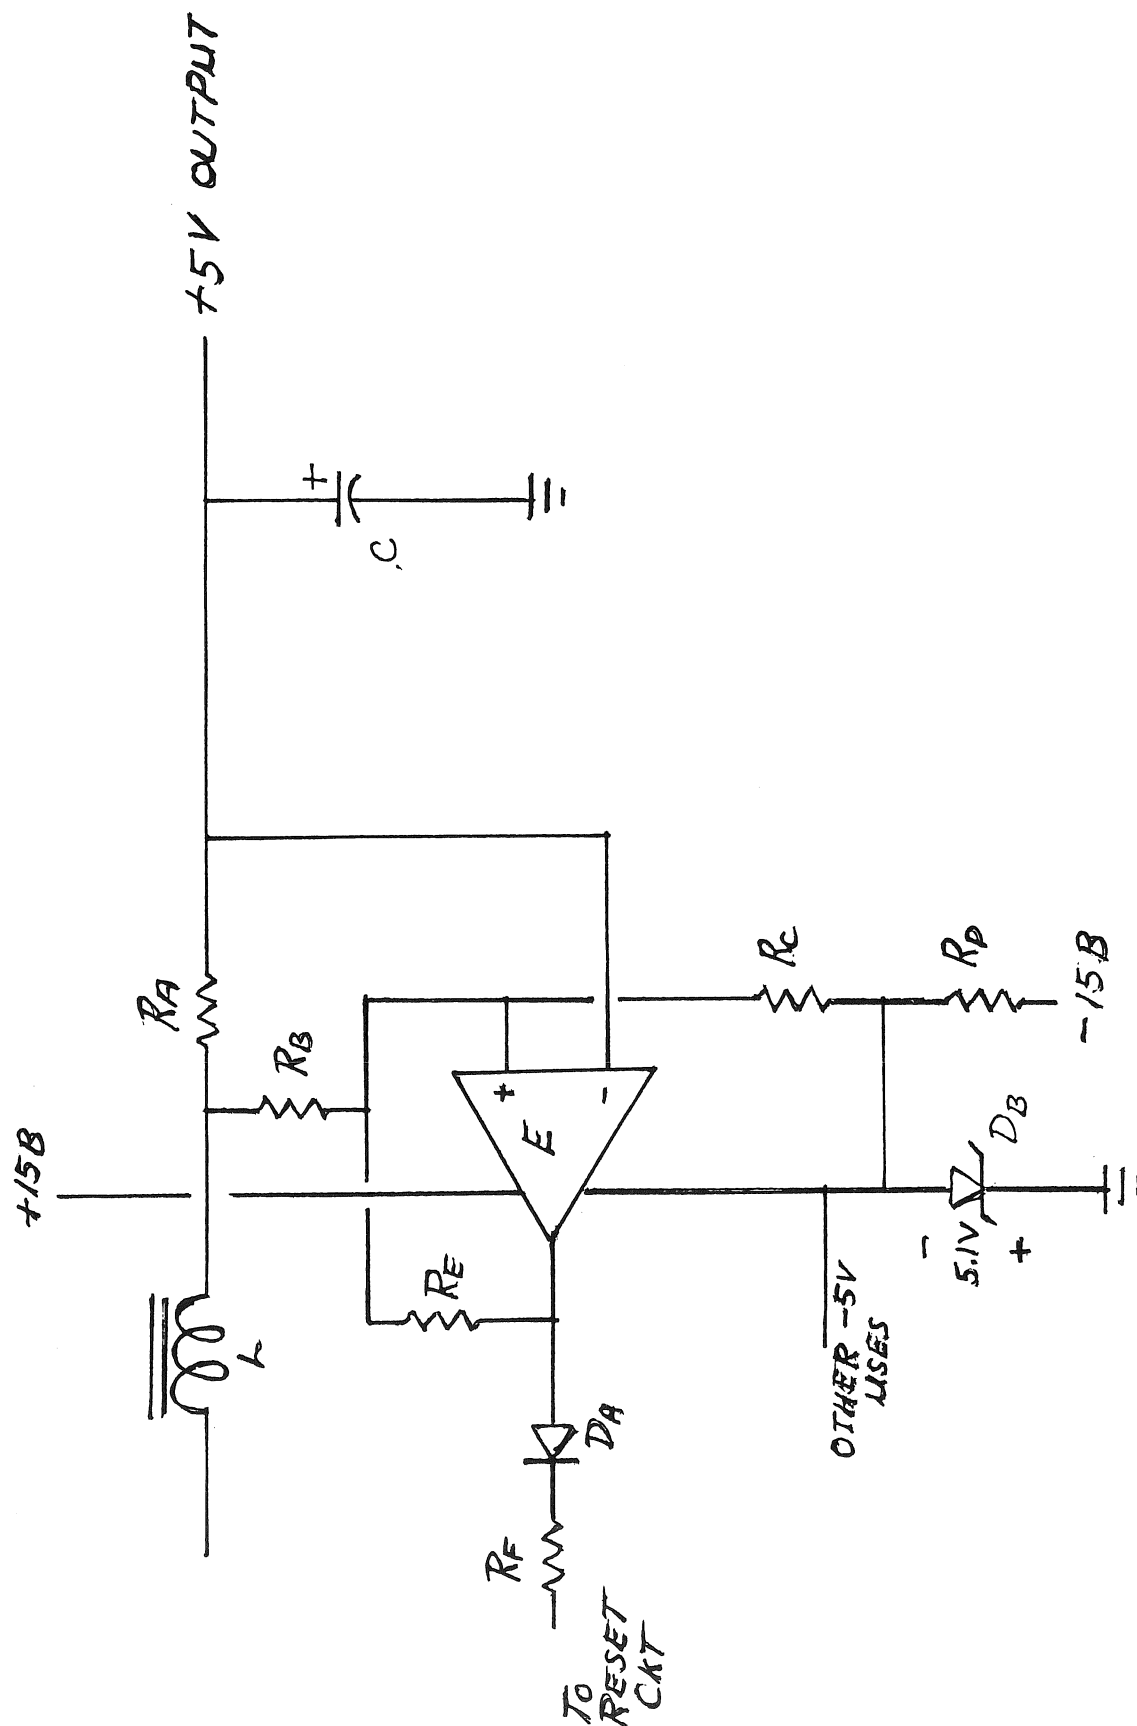 +15B
L
RA
+5V OUTPUT
RB
+
C
RE
E
+
-
RF
DA
TO
RESET
CKT
RC
OTHER -5V
USES
RD
-
5.1V
+
DB
-15B